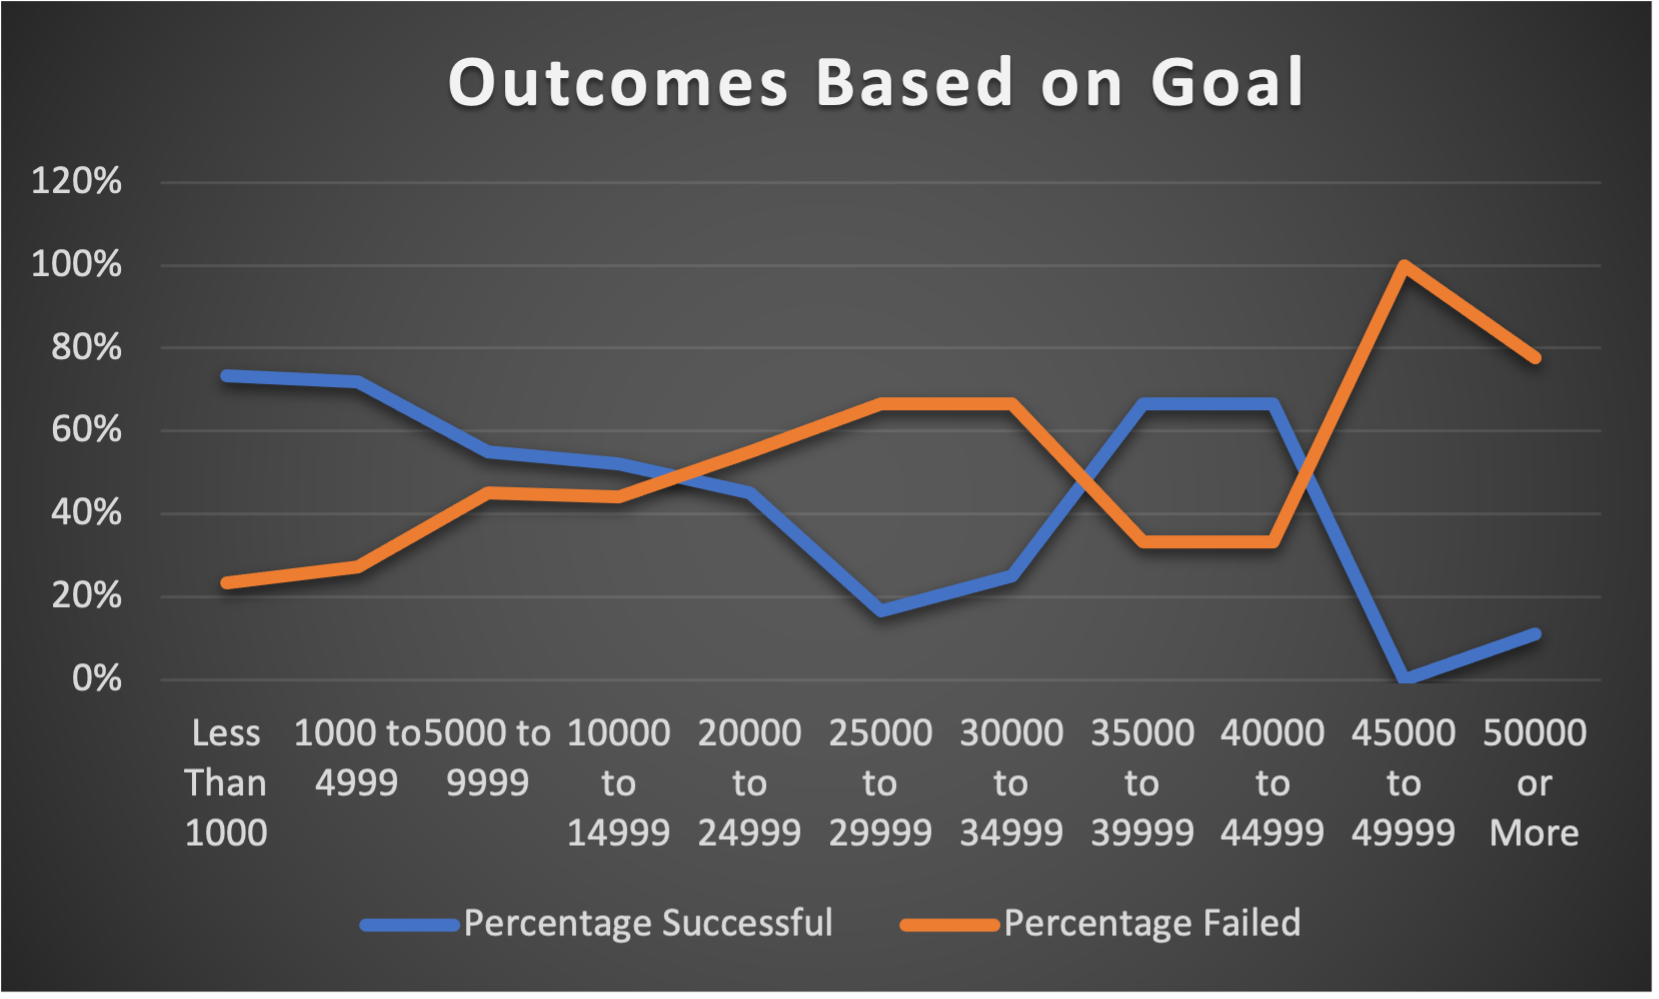 Outcomes Based on Goal
120%
100%
80%
60%
40%
20%
0%
Less Than 1000
1000 to 4999
5000 to 9999
10000 to 14999
20000 to 24999
25000 to 29999
30000 to 34999
35000 to 39999
40000 to 44999
45000 to 49999
50000 or More
Percentage Successful
Percentage Failed